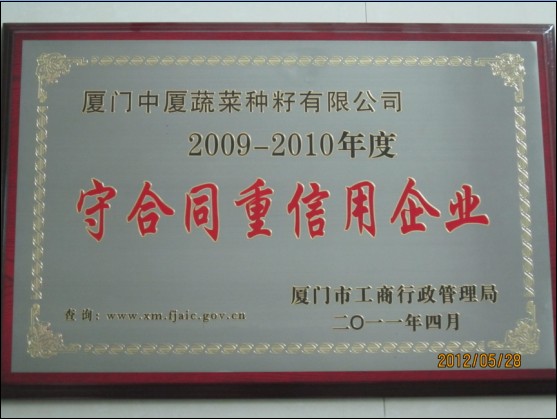 厦门中厦蔬菜种籽有限公司
2009-2010年度
守合同重信用企业
厦门市工商行政管理局
查询：www.xm.fjaic.gov.cn
二〇一一年四月
2012/05/28